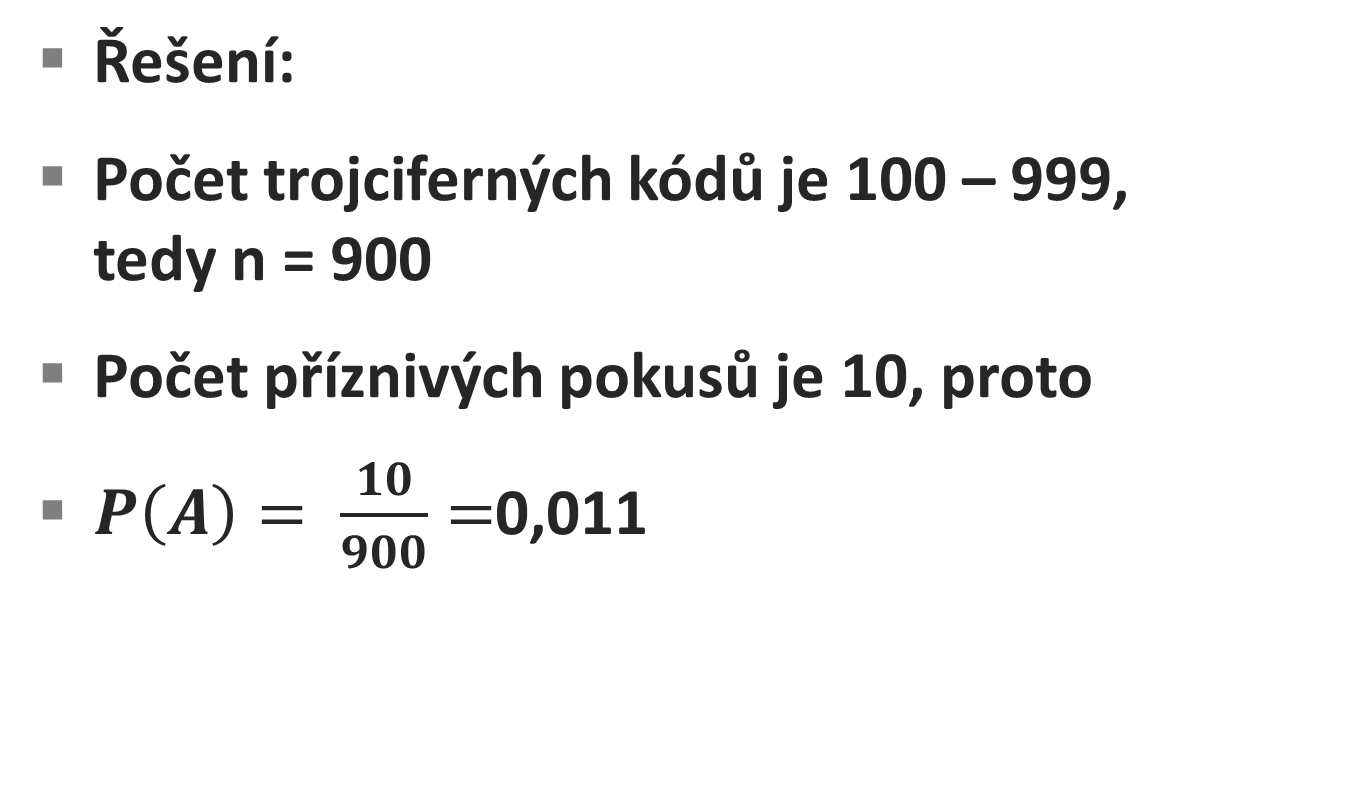 ▪ Řešení:
▪ Počet trojciferných kódů je 100 – 999,
tedy n = 900
▪ Počet příznivých pokusů je 10, proto
▪ P(A) = 10/900 =0,011